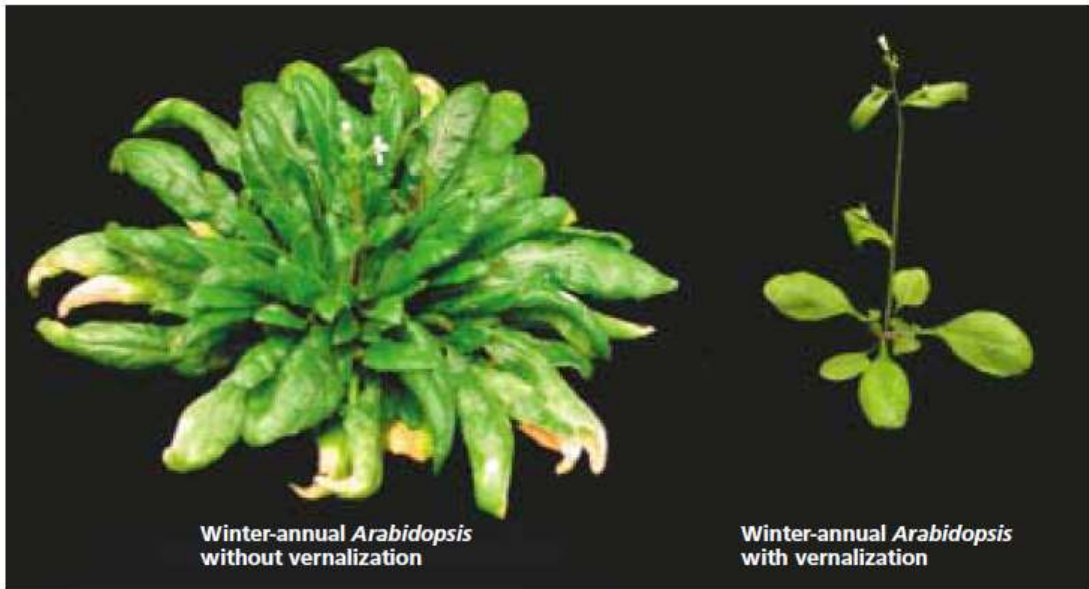 Winter-annual Arabidopsis
without vernalization
Winter-annual Arabidopsis
with vernalization